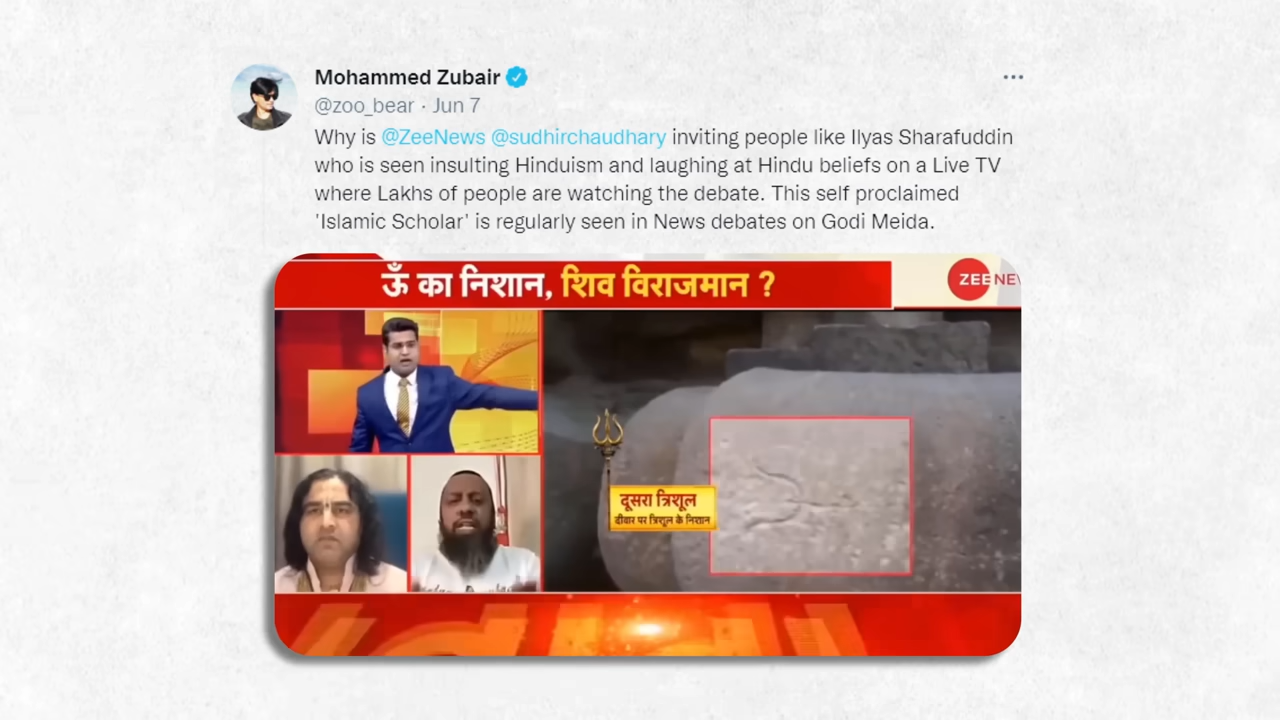 Mohammed Zubair
@zoo_bear · Jun 7
Why is @ZeeNews @sudhirchaudhary inviting people like Ilyas Sharafuddin
who is seen insulting Hinduism and laughing at Hindu beliefs on a Live TV
where Lakhs of people are watching the debate. This self proclaimed
'Islamic Scholar' is regularly seen in News debates on Godi Meida.
ऊँ का निशान, शिव विराजमान ?
ZEE NEW
दूसरा त्रिशूल
दीवार पर त्रिशूल के निशान